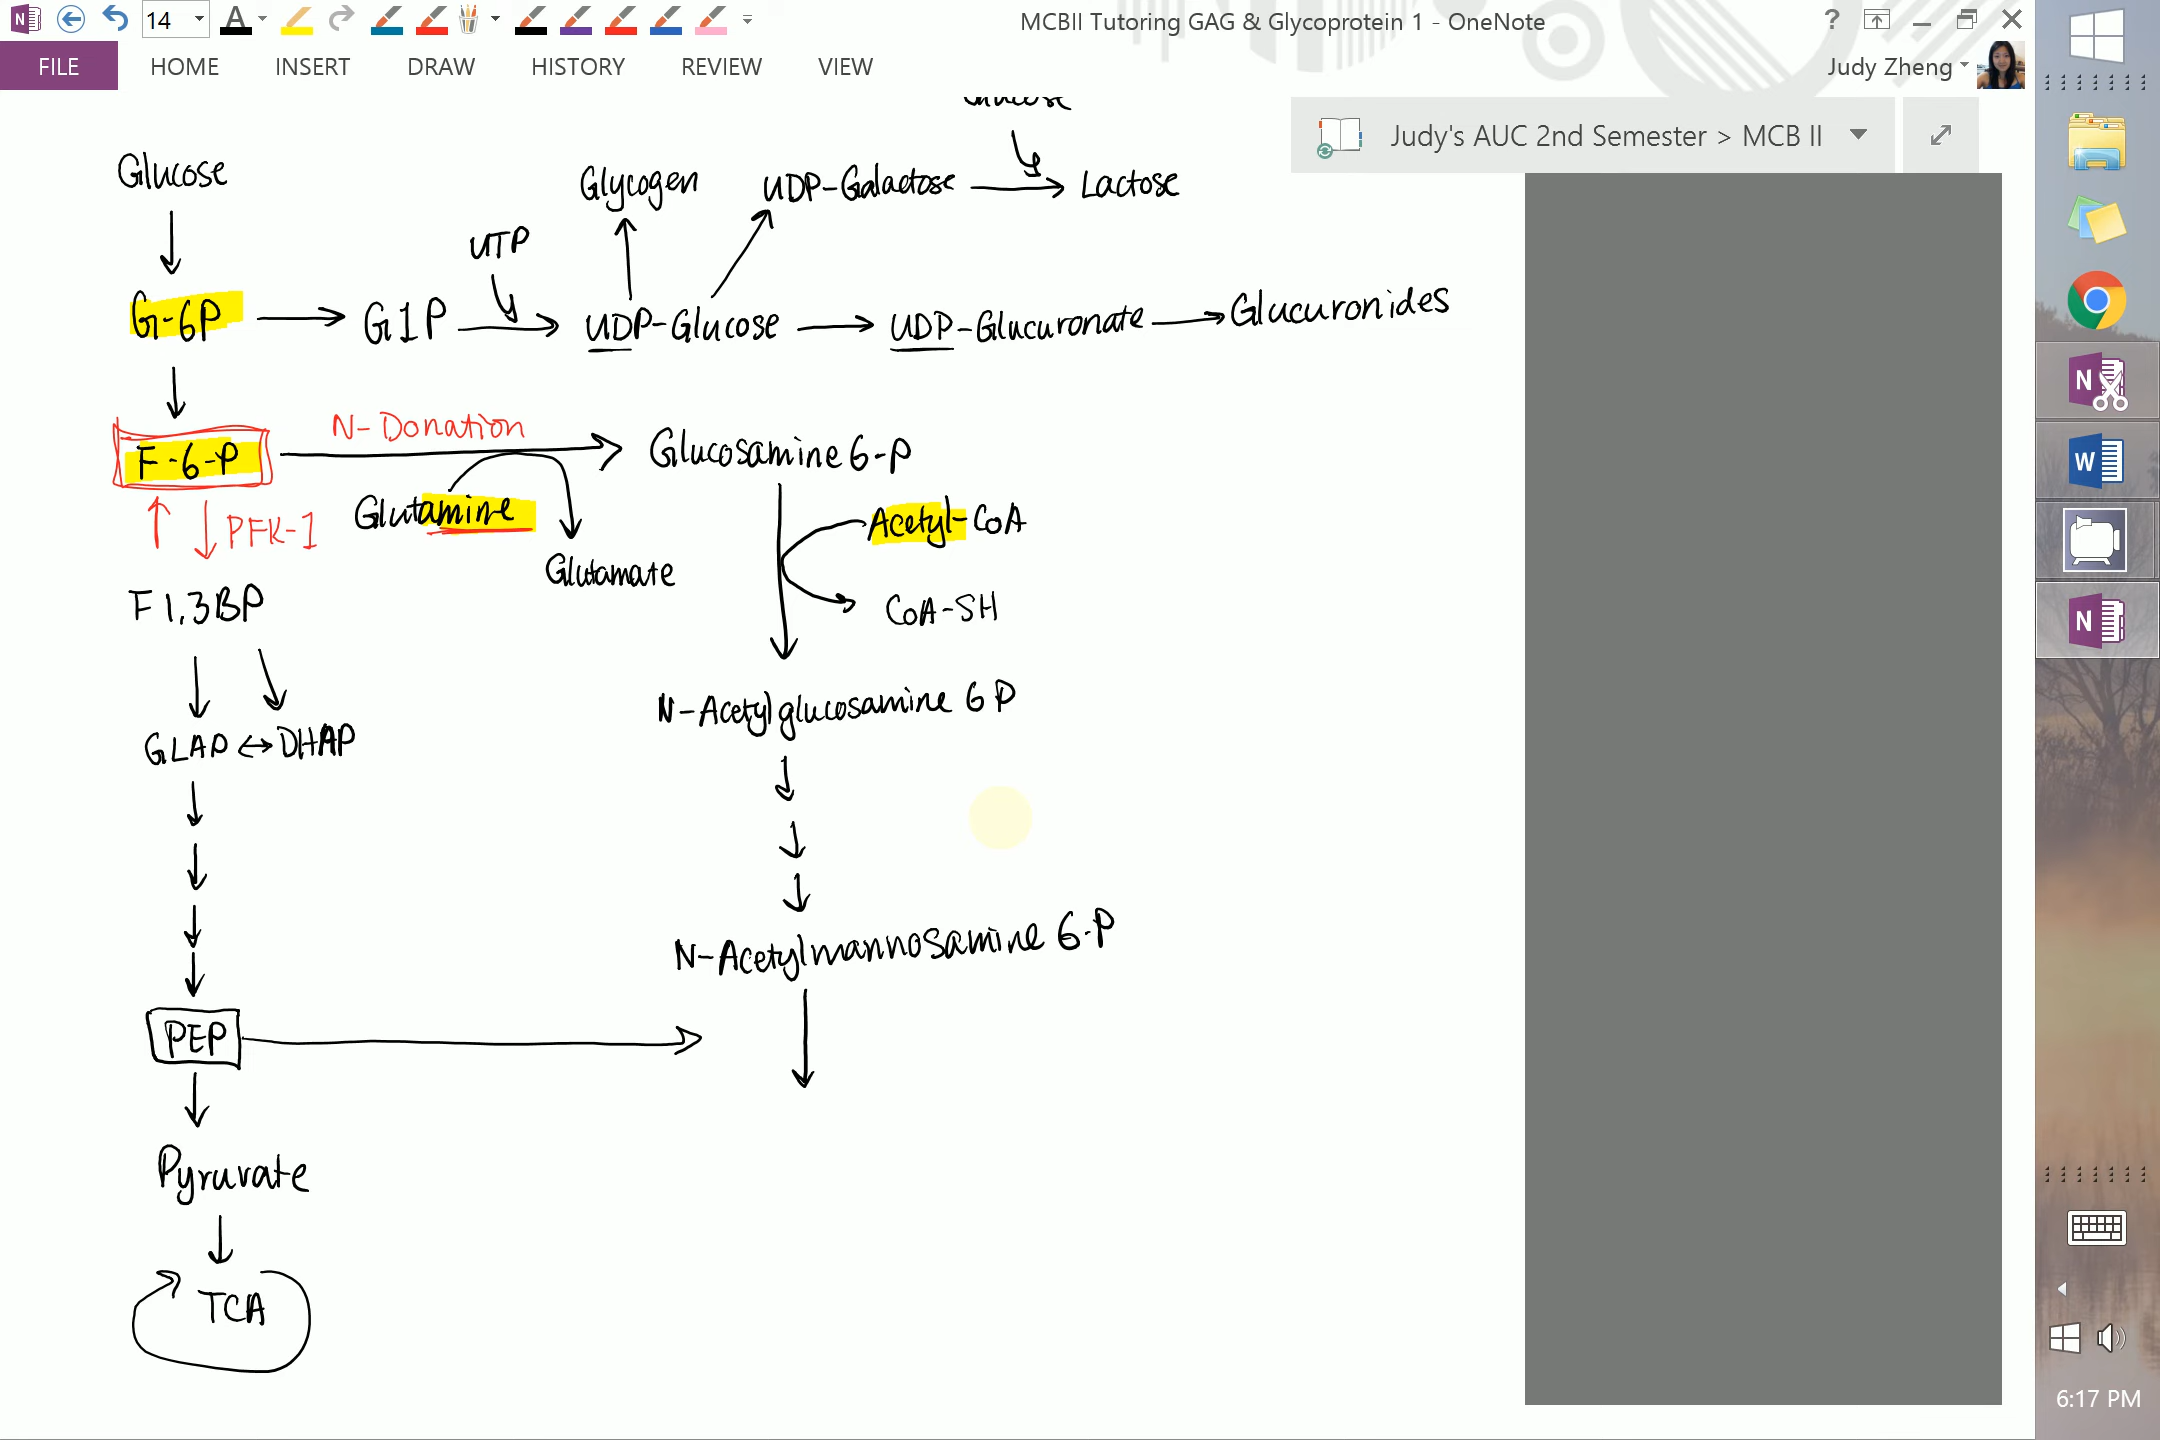 14
A
MCBII Tutoring GAG & Glycoprotein 1 - OneNote
?
FILE HOME INSERT DRAW HISTORY REVIEW VIEW
Judy Zheng
Judy's AUC 2nd Semester > MCB II
Glucose
Glycogen
UDP-Galactose
Lactose
UTP
G-6P
G1P
UDP-Glucose
UDP-Glucuronate
Glucuronides
N-Donation
F-6-P
Glucosamine 6-P
Glutamine
Acetyl-CoA
PFK-1
Glutamate
F1,3BP
CoA-SH
N-Acetylglucosamine 6P
GLAP
DHAP
N-Acetylmannosamine 6-P
PEP
Pyruvate
TCA
N
W
N
6:17 PM